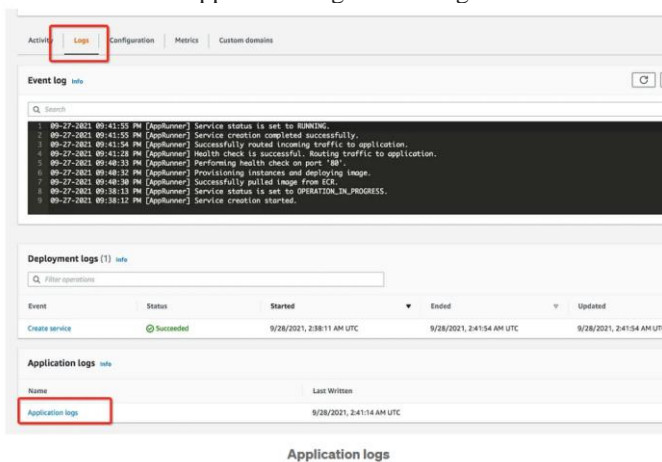 Activity Logs Configuration Metrics Custom domains
Event log Info
Search
1 09-27-2021 09:41:55 PM [AppRunner] Service status is set to RUNNING.
2 09-27-2021 09:41:55 PM [AppRunner] Service creation completed successfully.
3 09-27-2021 09:41:54 PM [AppRunner] Successfully routed incoming traffic to application.
4 09-27-2021 09:41:28 PM [AppRunner] Health check is successful. Routing traffic to application.
5 09-27-2021 09:40:33 PM [AppRunner] Performing health check on port '80'.
6 09-27-2021 09:40:32 PM [AppRunner] Provisioning instances and deploying image.
7 09-27-2021 09:40:30 PM [AppRunner] Successfully pulled image from ECR.
8 09-27-2021 09:38:13 PM [AppRunner] Service status is set to OPERATION_IN_PROGRESS.
9 09-27-2021 09:38:12 PM [AppRunner] Service creation started.
Deployment logs (1) Info
Filter operations
Event Status Started Ended Updated
Create service Succeeded 9/28/2021, 2:38:11 AM UTC 9/28/2021, 2:41:54 AM UTC 9/28/2021, 2:41:54 AM UT
Application logs Info
Name Last Written
Application logs 9/28/2021, 2:41:14 AM UTC
Application logs